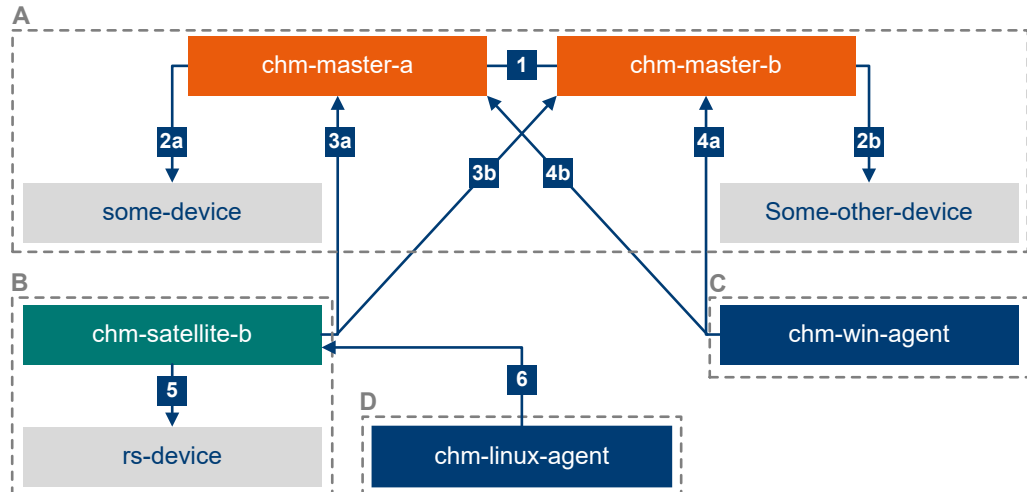 A
chm-master-a
1
chm-master-b
2a
3a
3b
4b
4a
2b
some-device
Some-other-device
B
C
chm-satellite-b
chm-win-agent
5
6
D
rs-device
chm-linux-agent